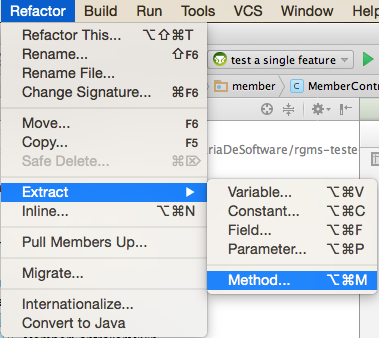 Refactor Build Run Tools VCS Window
Refactor This... ⌥⇧⌘T
Rename... ⇧F6
Rename File...
Change Signature... ⌘F6
Move... F6
Copy... F5
Safe Delete... ⌘⌦
Extract ▶
Inline... ⌥⌘N
Pull Members Up...
Migrate...
Internationalize...
Convert to Java
test a single feature
member
C MemberContr
riaDeSoftware/rgms-teste
Variable... ⌥⌘V
Constant... ⌥⌘C
Field... ⌥⌘F
Parameter... ⌥⌘P
Method... ⌥⌘M